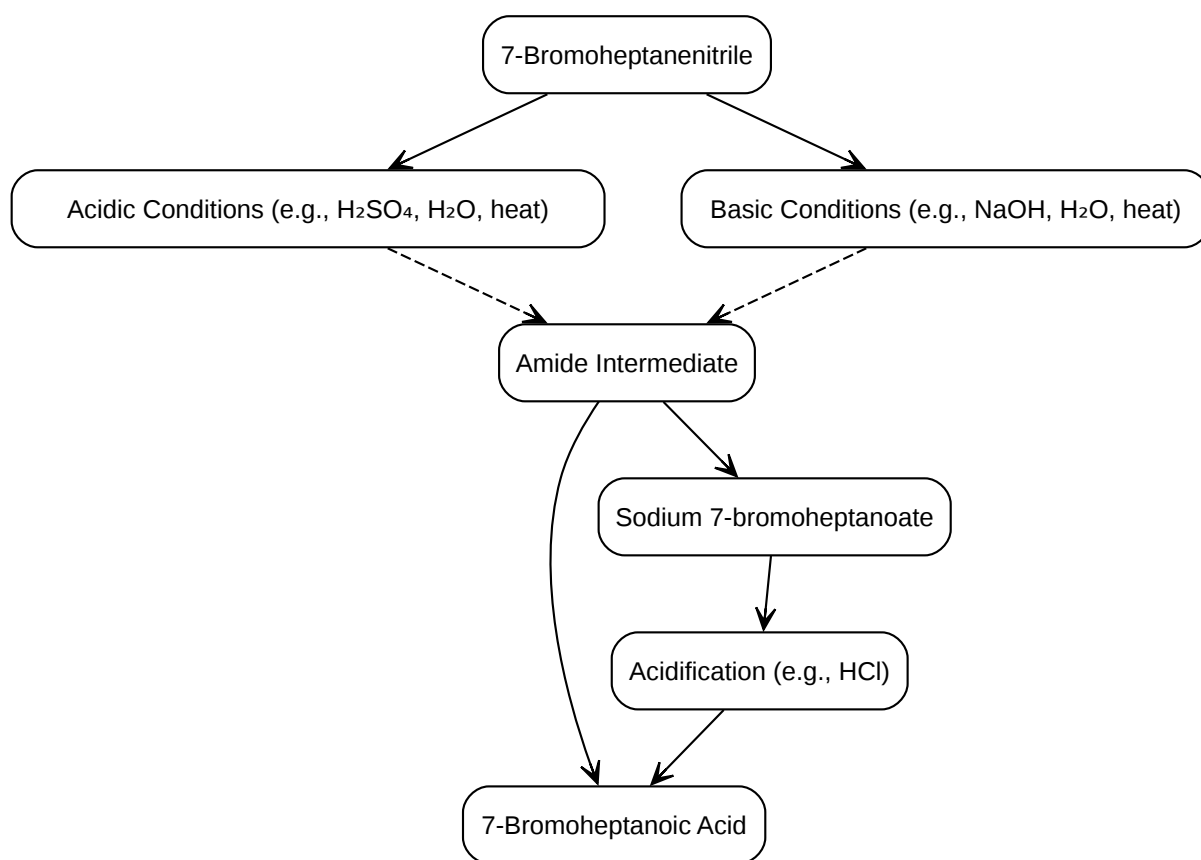 7-Bromoheptanenitrile
Acidic Conditions (e.g., H₂SO₄, H₂O, heat)
Basic Conditions (e.g., NaOH, H₂O, heat)
Amide Intermediate
Sodium 7-bromoheptanoate
Acidification (e.g., HCl)
7-Bromoheptanoic Acid